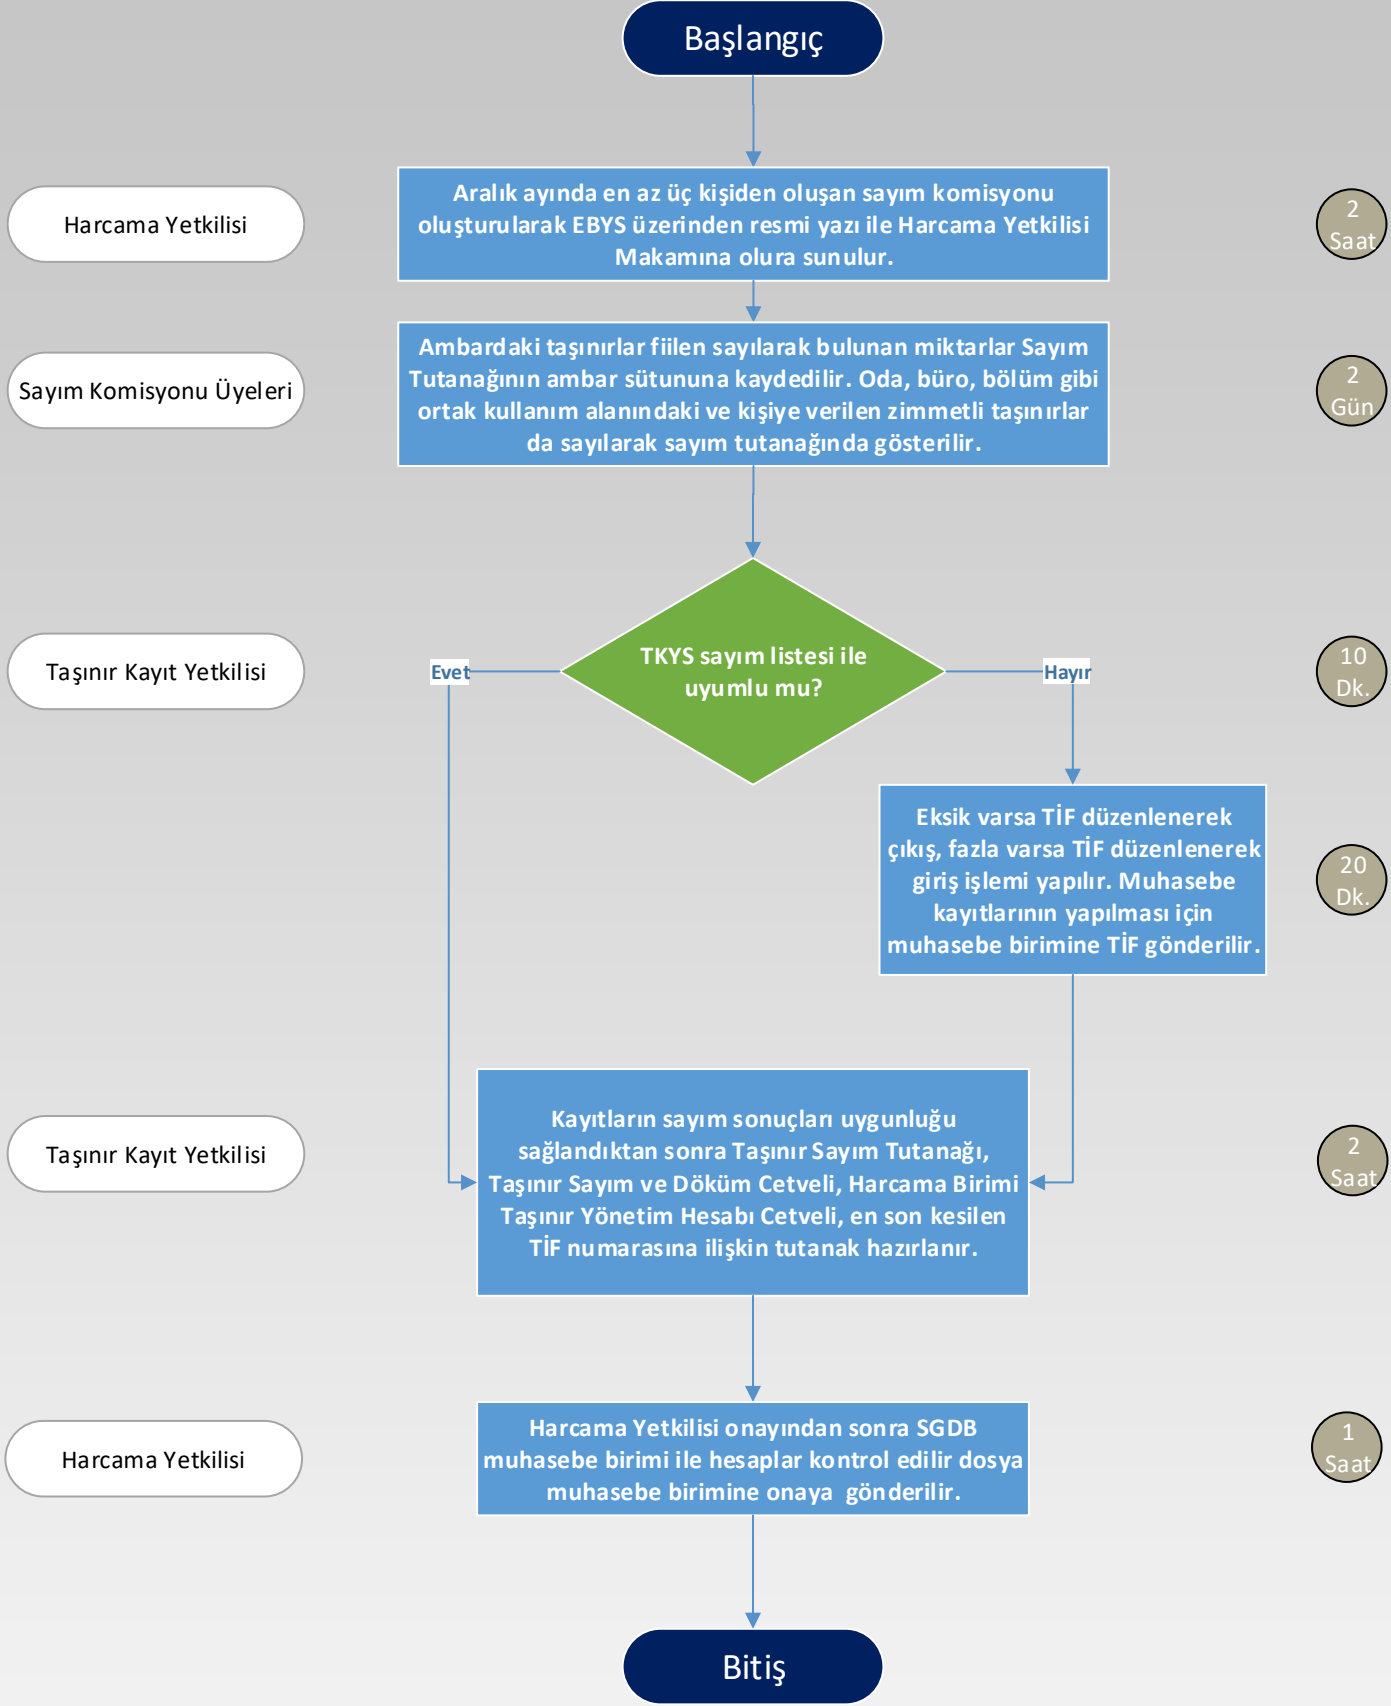 Başlangıç
Harcama Yetkilisi
Aralık ayında en az üç kişiden oluşan sayım komisyonu
oluşturularak EBYS üzerinden resmi yazı ile Harcama Yetkilisi
Makamına olura sunulur.
2
Saat
Sayım Komisyonu Üyeleri
Ambardaki taşınırlar fiilen sayılarak bulunan miktarlar Sayım
Tutanağının ambar sütununa kaydedilir. Oda, büro, bölüm gibi
ortak kullanım alanındaki ve kişiye verilen zimmetli taşınırlar
da sayılarak sayım tutanağında gösterilir.
2
Gün
Taşınır Kayıt Yetkilisi
Evet
TKYS sayım listesi ile
uyumlu mu?
Hayır
10
Dk.
Eksik varsa TİF düzenlenerek
çıkış, fazla varsa TİF düzenlenerek
giriş işlemi yapılır. Muhasebe
kayıtlarının yapılması için
muhasebe birimine TİF gönderilir.
20
Dk.
Taşınır Kayıt Yetkilisi
Kayıtların sayım sonuçları uygunluğu
sağlandıktan sonra Taşınır Sayım Tutanağı,
Taşınır Sayım ve Döküm Cetveli, Harcama Birimi
Taşınır Yönetim Hesabı Cetveli, en son kesilen
TİF numarasına ilişkin tutanak hazırlanır.
2
Saat
Harcama Yetkilisi
Harcama Yetkilisi onayından sonra SGDB
muhasebe birimi ile hesaplar kontrol edilir dosya
muhasebe birimine onaya gönderilir.
1
Saat
Bitiş